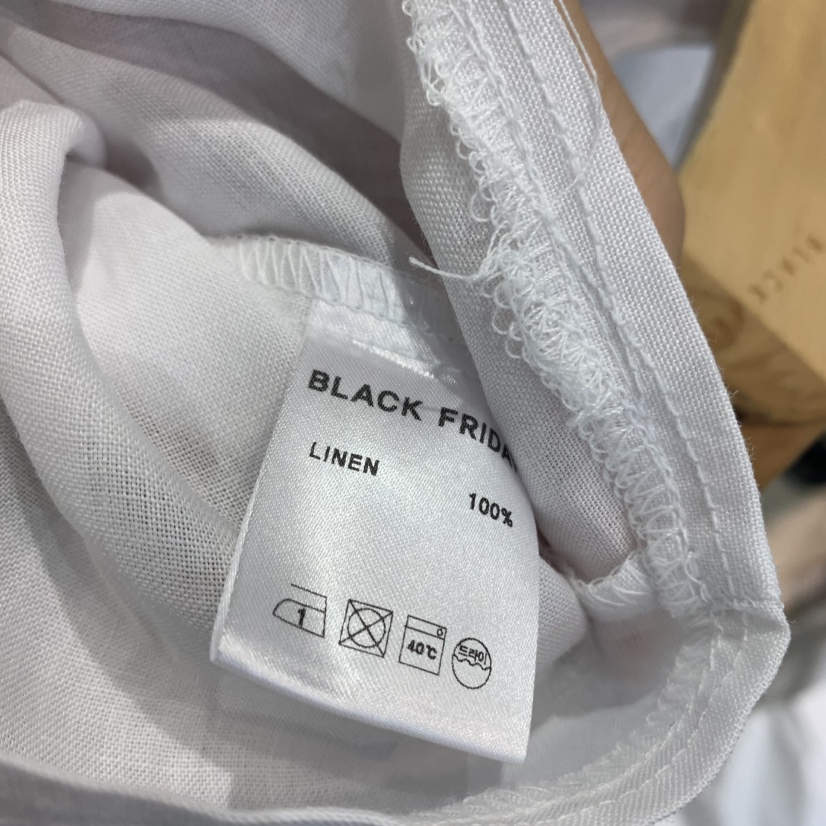 BLACK FRIDA
LINEN
100%
1
40℃
드라이